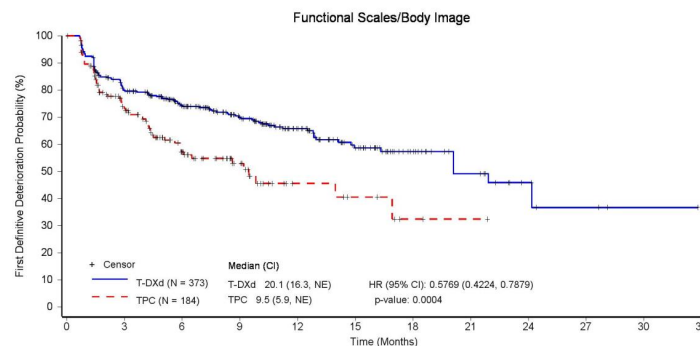 Functional Scales/Body Image
First Definitive Deterioration Probability (%)
100
90
80
70
60
50
40
30
20
10
0
+ Censor Median (CI)
T-DXd (N = 373) T-DXd 20.1 (16.3, NE) HR (95% CI): 0.5769 (0.4224, 0.7879)
TPC (N = 184) TPC 9.5 (5.9, NE) p-value: 0.0004
0 3 6 9 12 15 18 21 24 27 30 33
Time (Months)